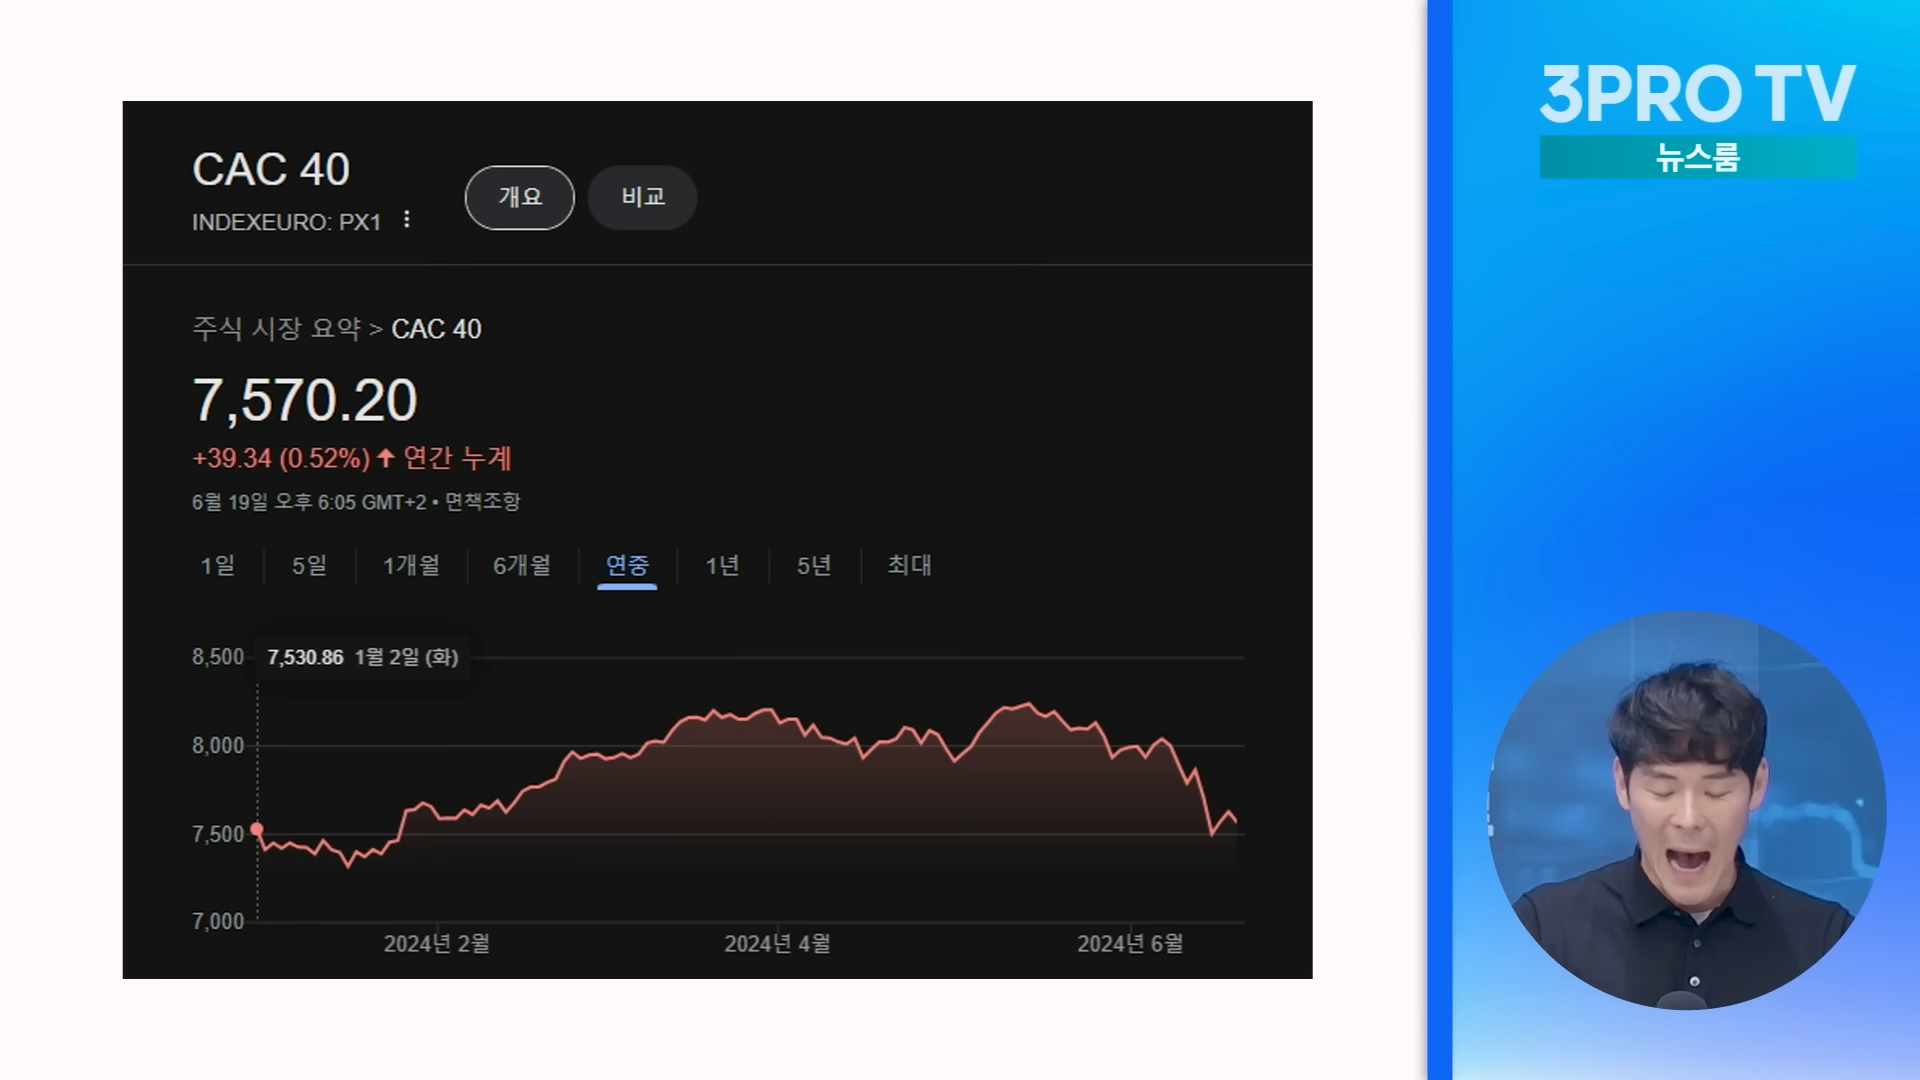 CAC 40
INDEXEURO: PX1
개요
비교
주식 시장 요약 > CAC 40
7,570.20
+39.34 (0.52%) ↑ 연간 누계
6월 19일 오후 6:05 GMT+2 • 면책조항
1일 5일 1개월 6개월 연중 1년 5년 최대
8,500
7,530.86 1월 2일 (화)
8,000
7,500
7,000
2024년 2월
2024년 4월
2024년 6월
3PRO TV
뉴스룸